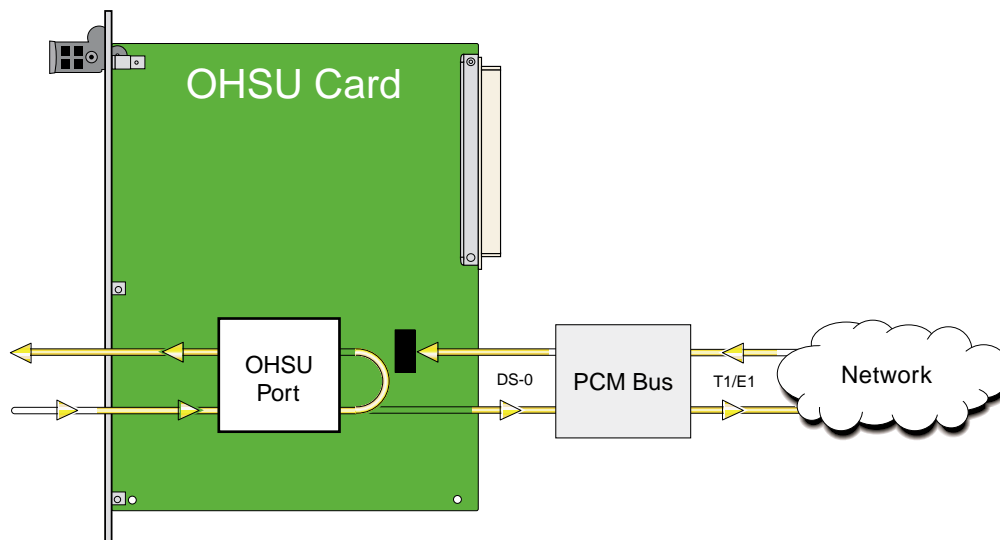 OHSU Card
OHSU
Port
DS-0
PCM Bus
T1/E1
Network